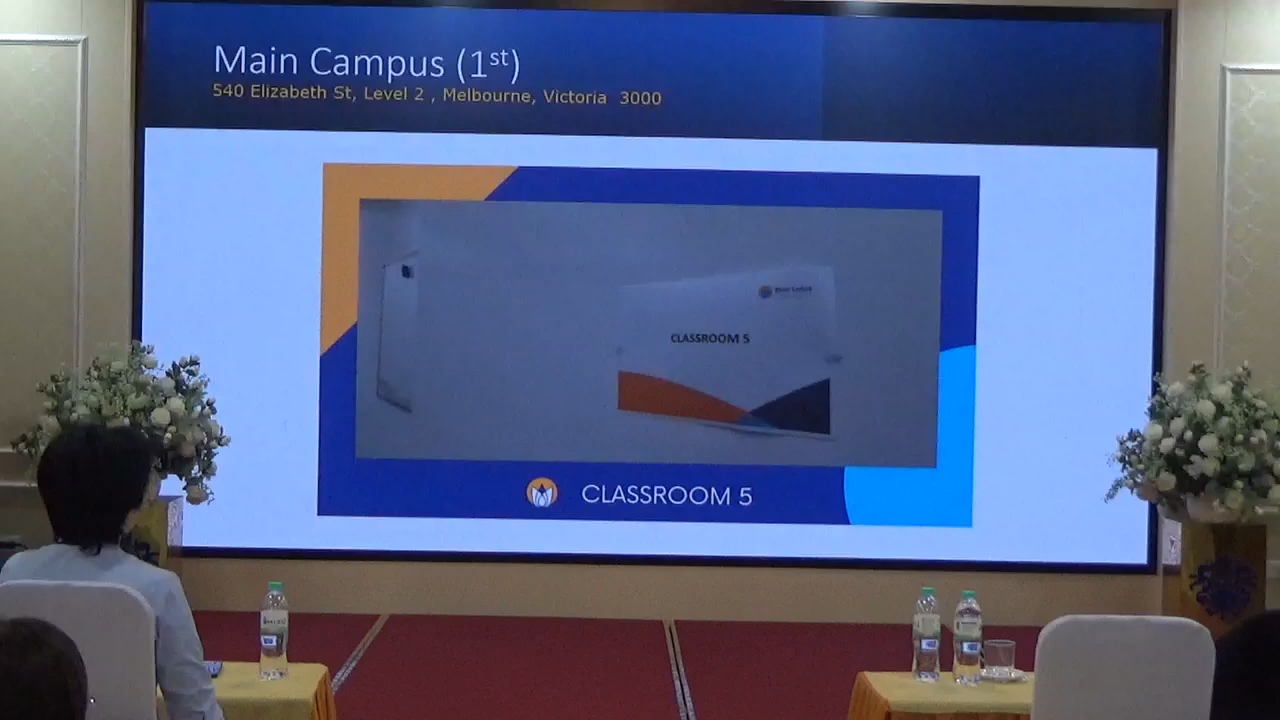 Main Campus (1st)
540 Elizabeth St, Level 2 , Melbourne, Victoria 3000
CLASSROOM 5
CLASSROOM 5